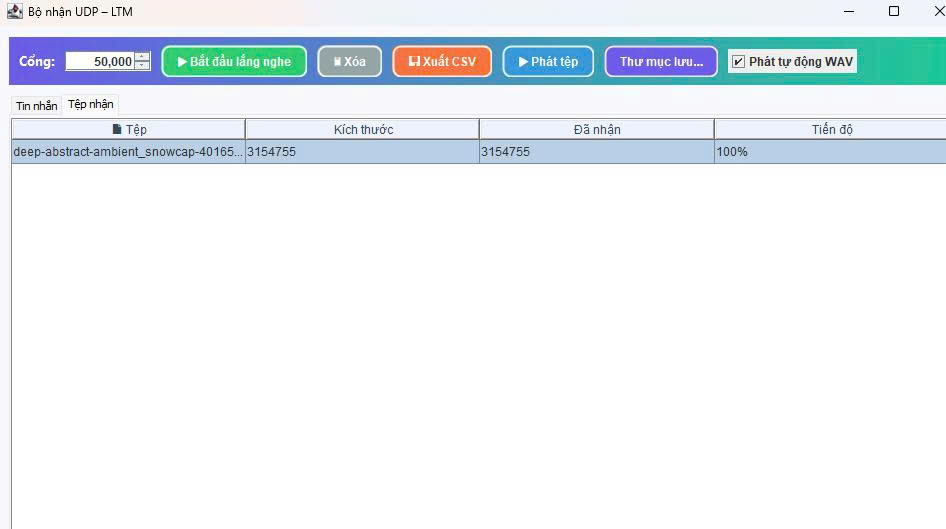 Bộ nhận UDP – LTM
Cổng: 50,000 Bắt đầu lắng nghe Xóa Xuất CSV Phát tệp Thư mục lưu... Phát tự động WAV
Tin nhắn Tệp nhận
Tệp Kích thước Đã nhận Tiến độ
deep-abstract-ambient_snowcap-40165... 3154755 3154755 100%